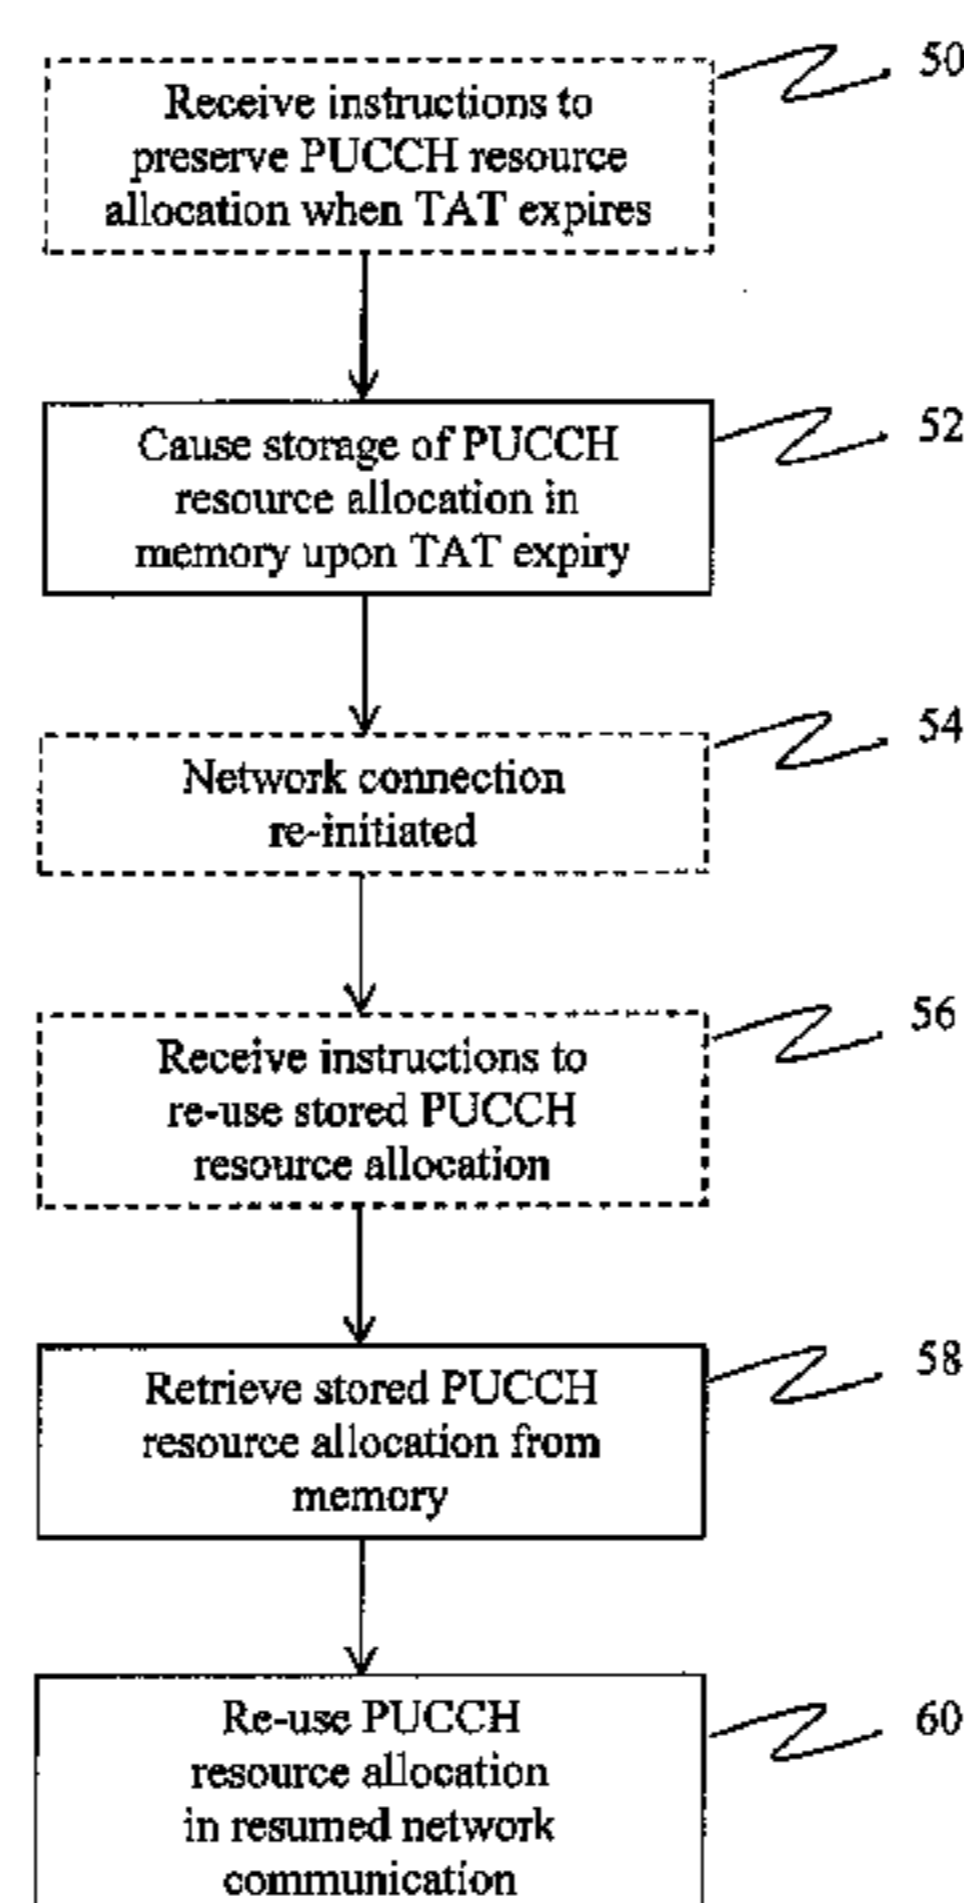 50
Receive instructions to
preserve PUCCH resource
allocation when TAT expires
52
Cause storage of PUCCH
resource allocation in
memory upon TAT expiry
54
Network connection
re-initiated
56
Receive instructions to
re-use stored PUCCH
resource allocation
58
Retrieve stored PUCCH
resource allocation from
memory
60
Re-use PUCCH
resource allocation
in resumed network
communication